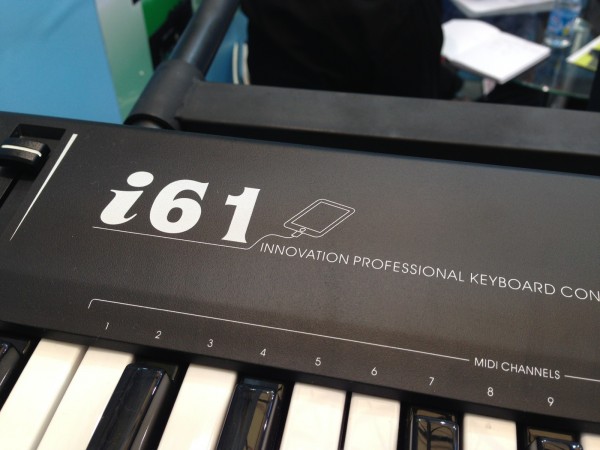 i61
INNOVATION PROFESSIONAL KEYBOARD CON
MIDI CHANNELS
1 2 3 4 5 6 7 8 9